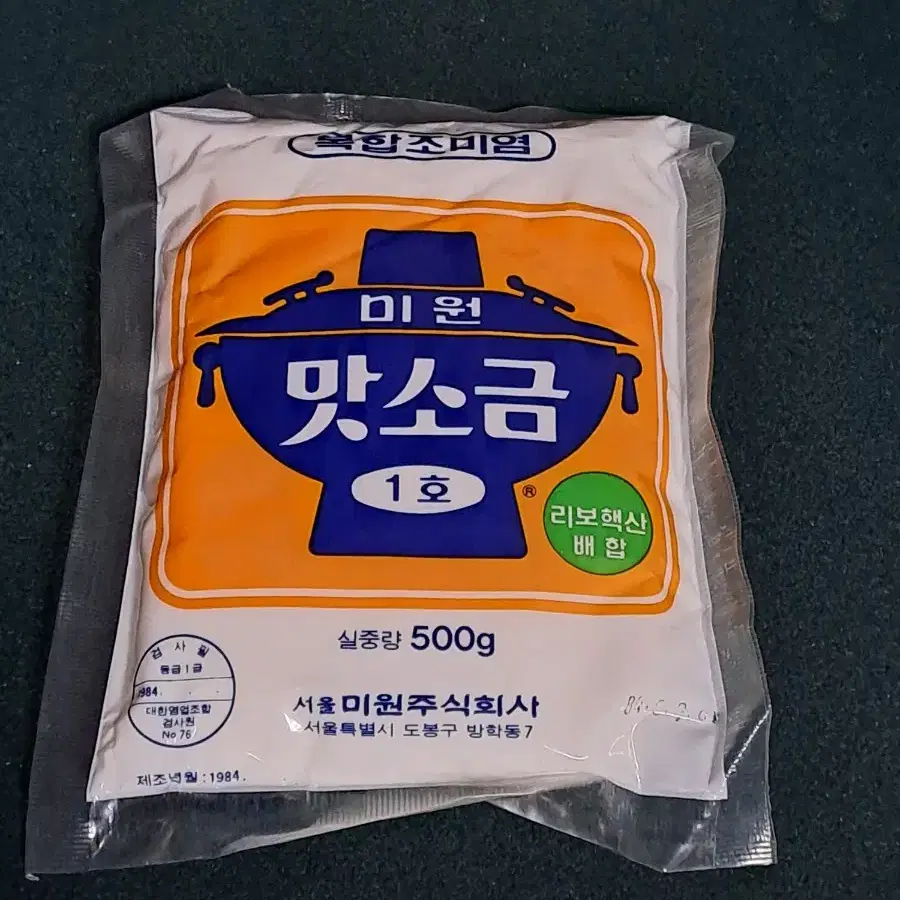 복합조미염
미원
맛소금
1호
®
리보핵산
배합
실중량 500g
검사필
등급1급
1984. . .
대한염업조합
검사원
No 76
서울 미원주식회사
서울특별시 도봉구 방학동7
제조년월 : 1984.